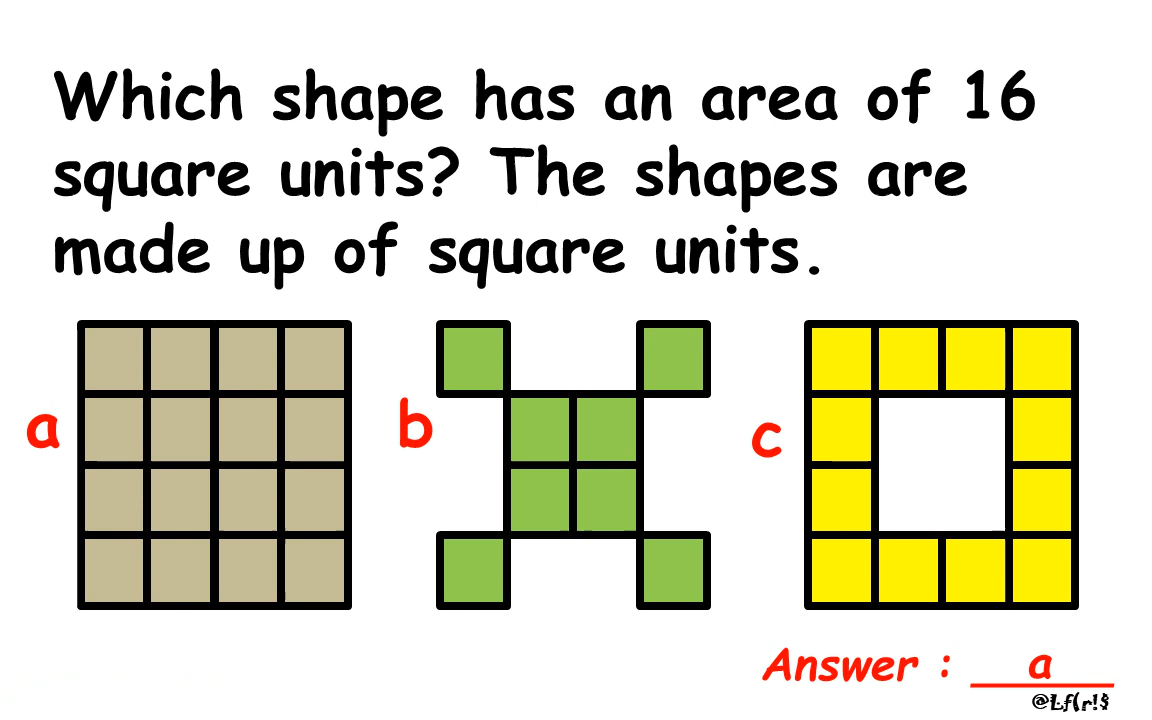 Which shape has an area of 16
square units? The shapes are
made up of square units.
a
b
c
Answer : a